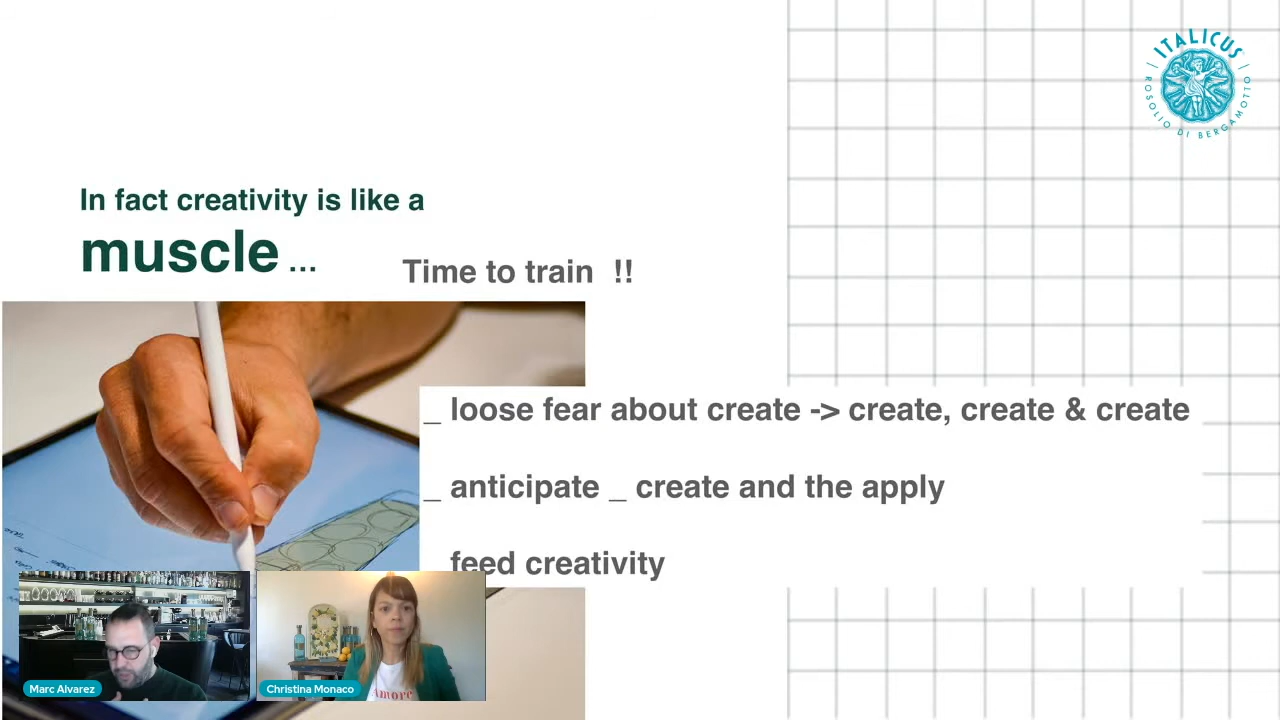 ITALICUS
ROSOLIO DI BERGAMOTTO
In fact creativity is like a
muscle ...
Time to train !!
_ loose fear about create -> create, create & create
_ anticipate _ create and the apply
feed creativity
Amore
Marc Alvarez
Christina Monaco